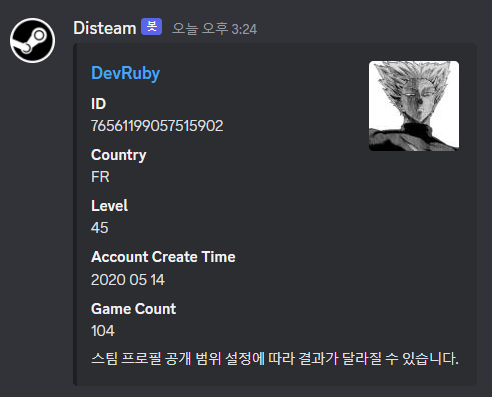 Disteam 봇 오늘 오후 3:24
DevRuby
ID
76561199057515902
Country
FR
Level
45
Account Create Time
2020 05 14
Game Count
104
스팀 프로필 공개 범위 설정에 따라 결과가 달라질 수 있습니다.